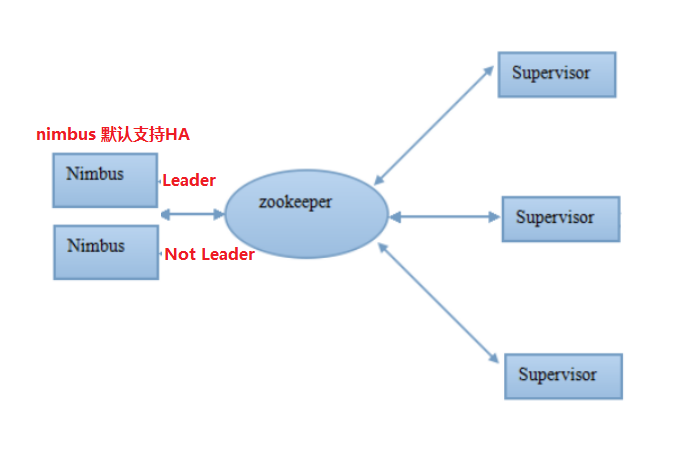 nimbus 默认支持HA
Nimbus
Leader
Nimbus
Not Leader
zookeeper
Supervisor
Supervisor
Supervisor